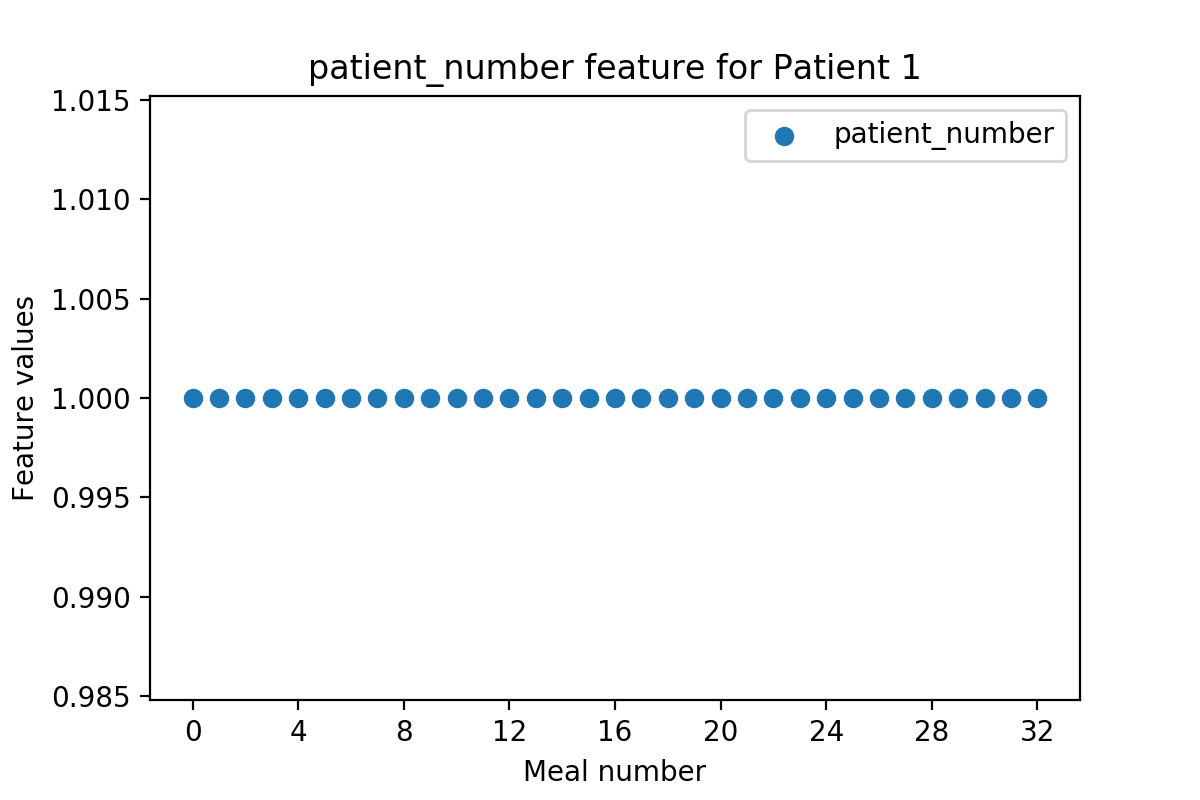 patient_number feature for Patient 1
patient_number
1.015
1.010
1.005
1.000
0.995
0.990
0.985
Feature values
0 4 8 12 16 20 24 28 32
Meal number